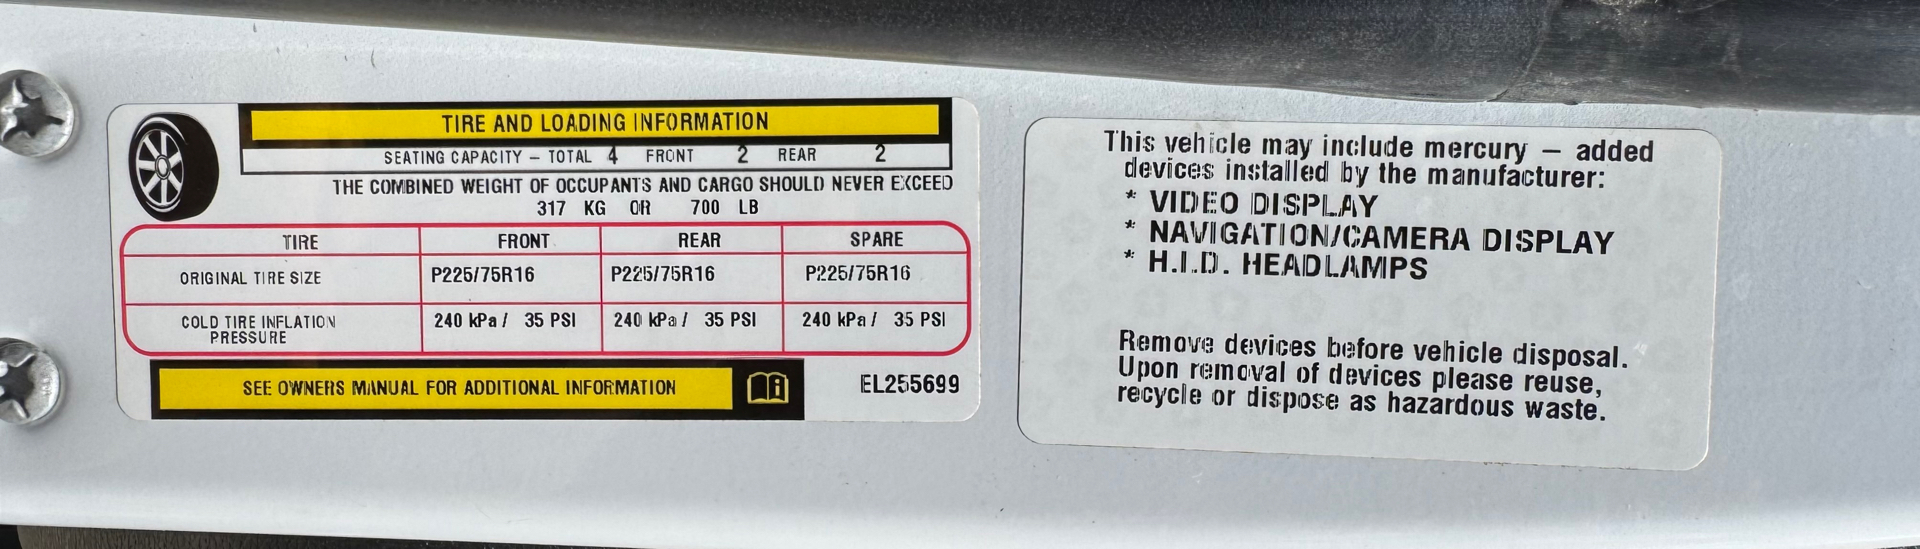 TIRE AND LOADING INFORMATION
SEATING CAPACITY – TOTAL 4 FRONT 2 REAR 2
THE COMBINED WEIGHT OF OCCUPANTS AND CARGO SHOULD NEVER EXCEED
317 KG OR 700 LB
TIRE FRONT REAR SPARE
ORIGINAL TIRE SIZE P225/75R16 P225/75R16 P225/75R16
COLD TIRE INFLATION PRESSURE 240 kPa / 35 PSI 240 kPa / 35 PSI 240 kPa / 35 PSI
SEE OWNERS MANUAL FOR ADDITIONAL INFORMATION
EL255699
This vehicle may include mercury – added
devices installed by the manufacturer:
* VIDEO DISPLAY
* NAVIGATION/CAMERA DISPLAY
* H.I.D. HEADLAMPS
Remove devices before vehicle disposal.
Upon removal of devices please reuse,
recycle or dispose as hazardous waste.